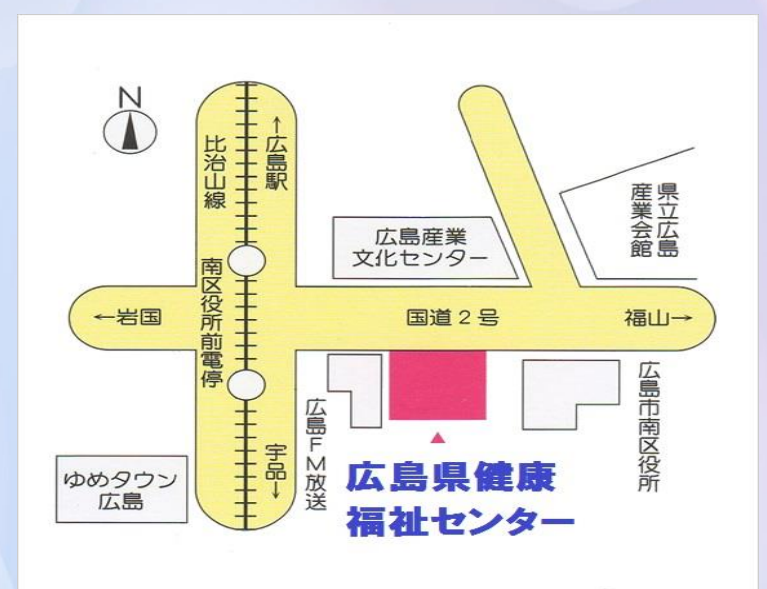 N
比治山線
←広島駅
県立広島
産業会館
広島産業
文化センター
南区役所前電停
←岩国
国道2号
福山→
広島FM放送
広島市南区役所
宇品→
ゆめタウン
広島
広島県健康
福祉センター